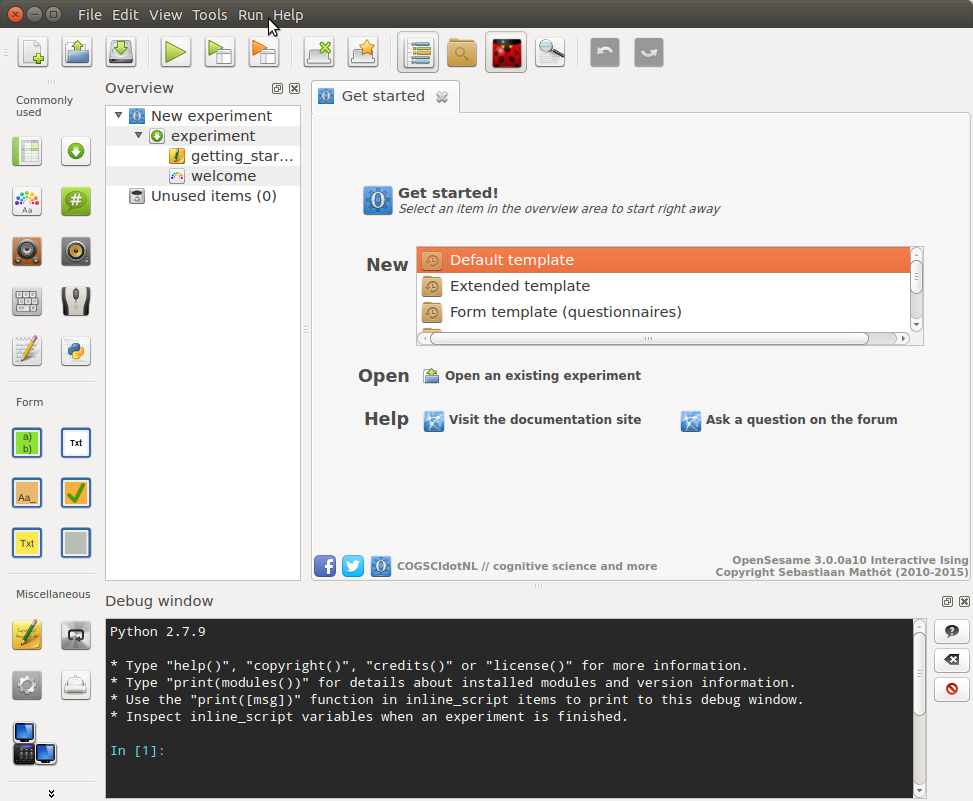 File Edit View Tools Run Help
Commonly
used
Aa
#
Form
a)
b)
Txt
Aa_
Txt
Miscellaneous
Overview
New experiment
experiment
getting_star...
welcome
Unused items (0)
Get started
Get started!
Select an item in the overview area to start right away
New
Default template
Extended template
Form template (questionnaires)
Open
Open an existing experiment
Help
Visit the documentation site
Ask a question on the forum
COGSCIdotNL // cognitive science and more
OpenSesame 3.0.0a10 Interactive Ising
Copyright Sebastiaan Mathôt (2010-2015)
Debug window
Python 2.7.9
* Type "help()", "copyright()", "credits()" or "license()" for more information.
* Type "print(modules())" for details about installed modules and version information.
* Use the "print([msg])" function in inline_script items to print to this debug window.
* Inspect inline_script variables when an experiment is finished.
In [1]: